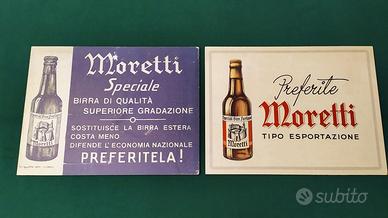 Moretti
Speciale
BIRRA DI QUALITÀ
SUPERIORE GRADAZIONE
SOSTITUISCE LA BIRRA ESTERA
COSTA MENO
DIFENDE L'ECONOMIA NAZIONALE
PREFERITELA!
Preferite
Moretti
TIPO ESPORTAZIONE
subito